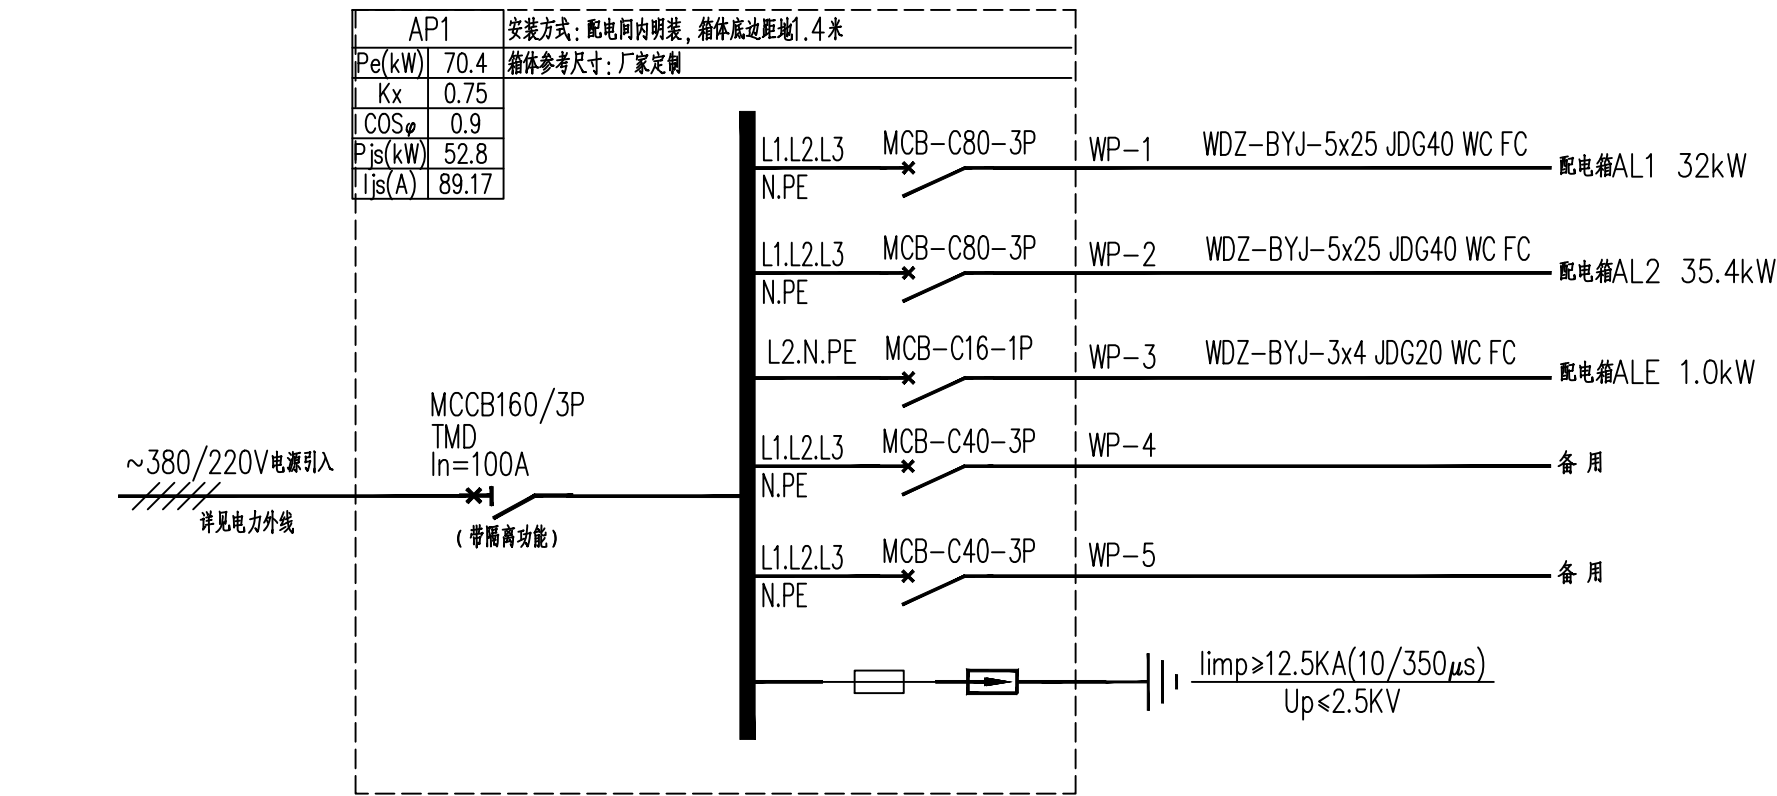 AP1
安装方式:配电间内明装,箱体底边距地1.4米
Pe(kW) 70.4
箱体参考尺寸:厂家定制
Kx 0.75
COSφ 0.9
Pjs(kW) 52.8
Ijs(A) 89.17
L1.L2.L3 MCB-C80-3P WP-1 WDZ-BYJ-5x25 JDG40 WC FC
N.PE
配电箱AL1 32kW
L1.L2.L3 MCB-C80-3P WP-2 WDZ-BYJ-5x25 JDG40 WC FC
N.PE
配电箱AL2 35.4kW
L2.N.PE MCB-C16-1P WP-3 WDZ-BYJ-3x4 JDG20 WC FC
配电箱ALE 1.0kW
MCCB160/3P
TMD
In=100A
~380/220V电源引入
详见电力外线
(带隔离功能)
L1.L2.L3 MCB-C40-3P WP-4
N.PE
备用
L1.L2.L3 MCB-C40-3P WP-5
N.PE
备用
Iimp≥12.5KA(10/350μs)
Up≤2.5KV